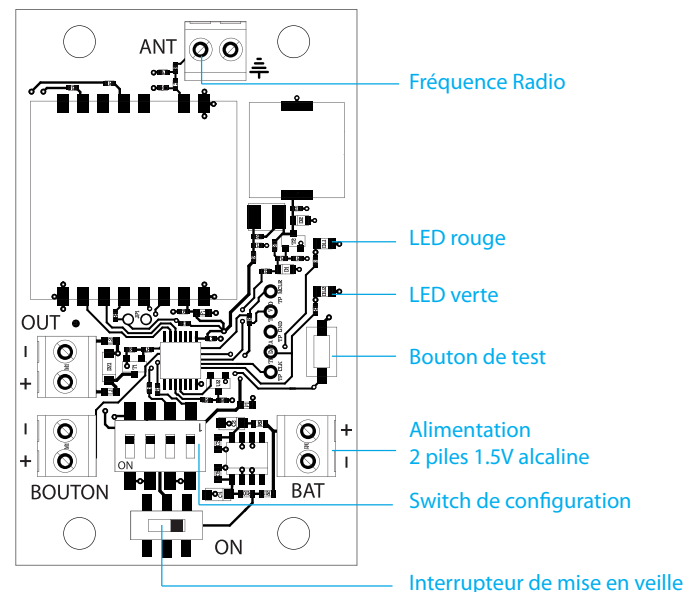 ANT
Fréquence Radio
LED rouge
LED verte
OUT
Bouton de test
-
+
-
+
BOUTON
1
ON
+
-
BAT
Alimentation
2 piles 1.5V alcaline
Switch de configuration
ON
Interrupteur de mise en veille